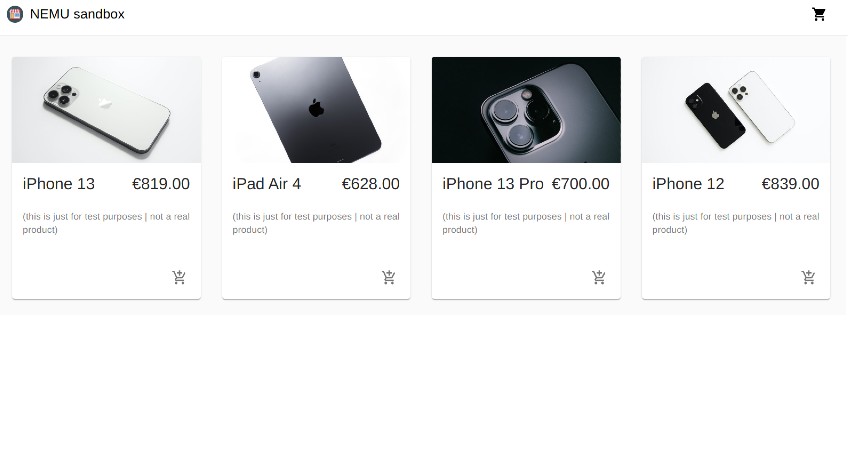 NEMU sandbox
iPhone 13 €819.00
(this is just for test purposes | not a real
product)
iPad Air 4 €628.00
(this is just for test purposes | not a real
product)
iPhone 13 Pro €700.00
(this is just for test purposes | not a real
product)
iPhone 12 €839.00
(this is just for test purposes | not a real
product)